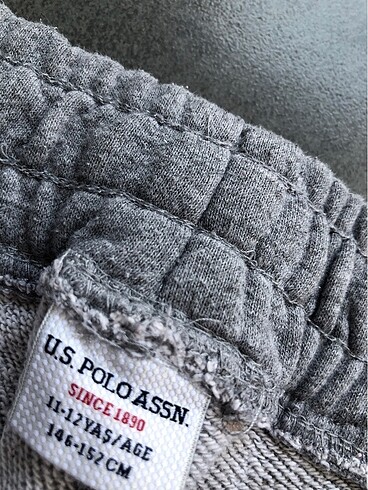 U.S. POLO ASSN.
SINCE 1890
11-12 YAŞ/AGE
146-152 CM